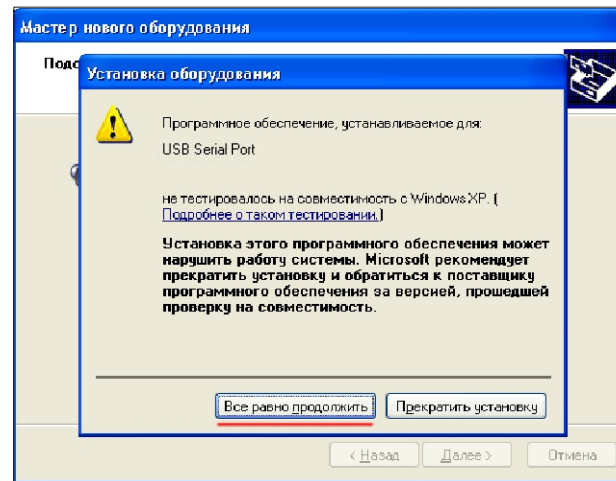 Мастер нового оборудования
Подс
Установка оборудования
Программное обеспечение, устанавливаемое для:
USB Serial Port
не тестировалось на совместимость с Windows XP. (
Подробнее о таком тестировании.)
Установка этого программного обеспечения может
нарушить работу системы. Microsoft рекомендует
прекратить установку и обратиться к поставщику
программного обеспечения за версией, прошедшей
проверку на совместимость.
Все равно продолжить
Прекратить установку
< Назад
Далее >
Отмена